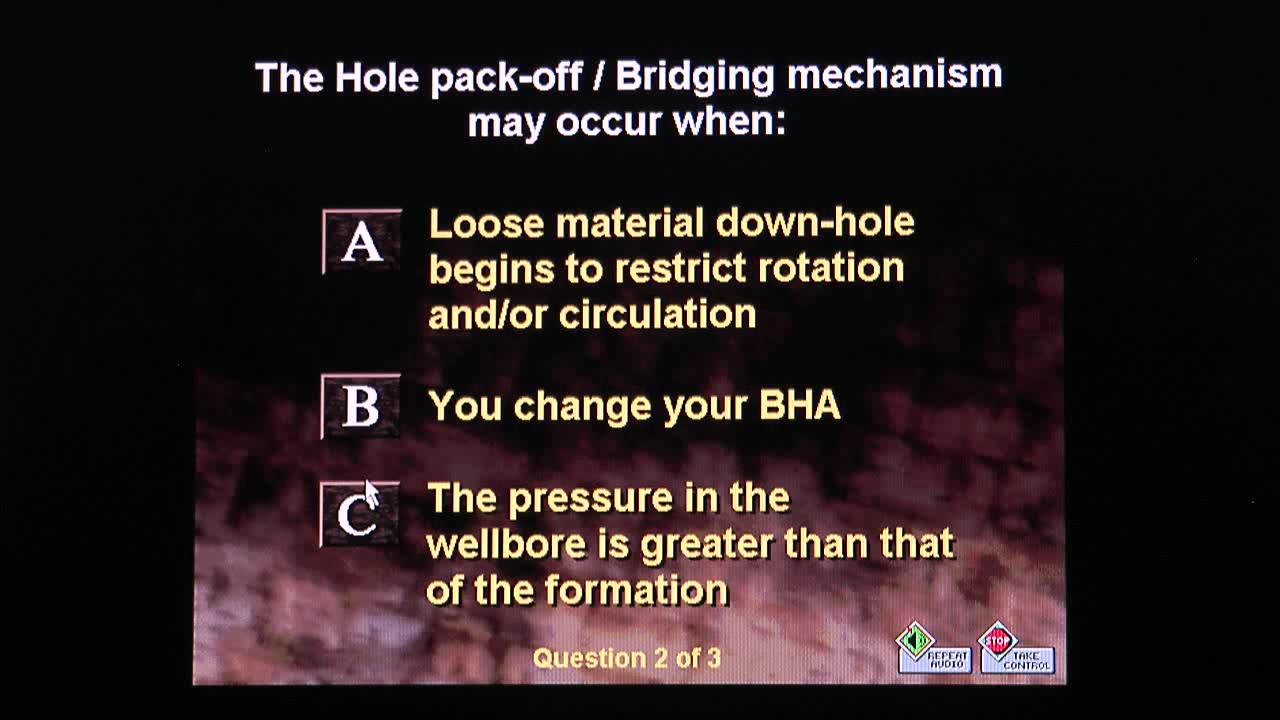 The Hole pack-off / Bridging mechanism
may occur when:
A
Loose material down-hole
begins to restrict rotation
and/or circulation
B
You change your BHA
C
The pressure in the
wellbore is greater than that
of the formation
Question 2 of 3
REPEAT
AUDIO
STOP
TAKE
CONTROL